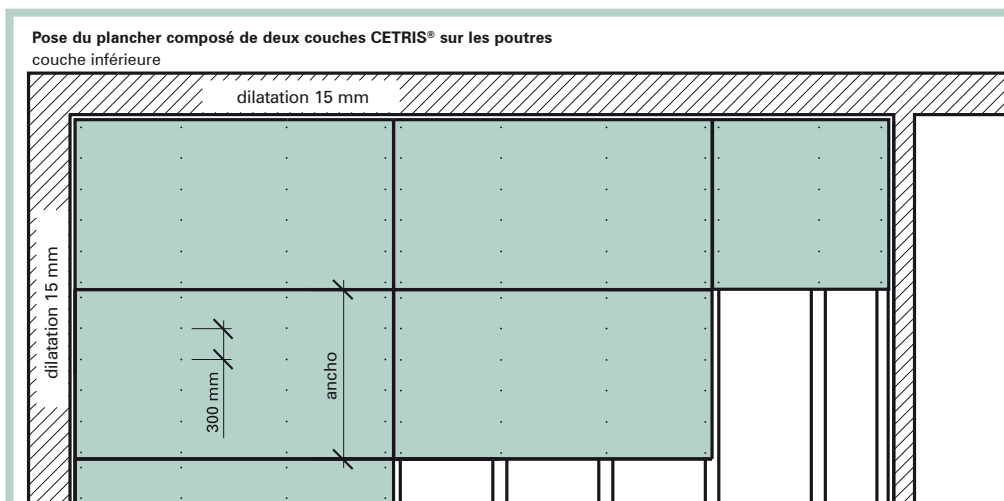 Pose du plancher composé de deux couches CETRIS® sur les poutres
couche inférieure
dilatation 15 mm
dilatation 15 mm
300 mm
ancho